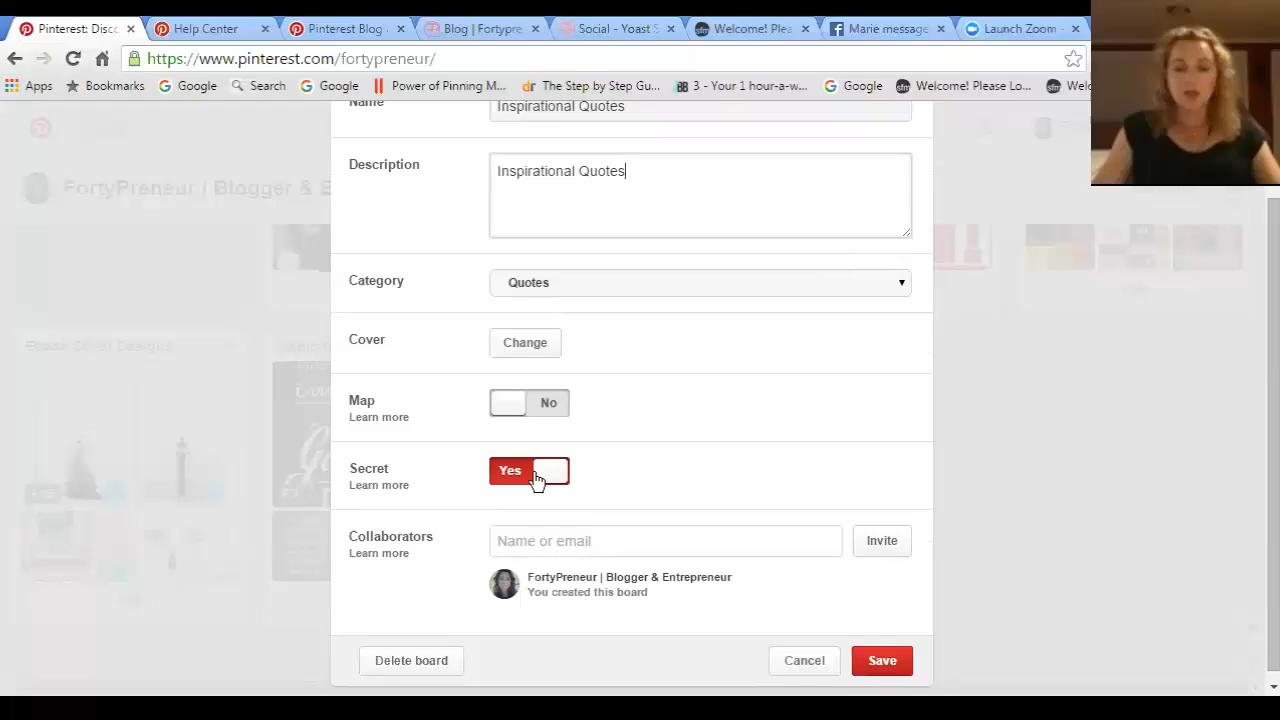 Pinterest: Disco
Help Center
Pinterest Blog
Blog | Fortypre
Social - Yoast S
Welcome! Plea
Marie message
Launch Zoom -
https://www.pinterest.com/fortypreneur/
Apps
Bookmarks
Google
Search
Google
Power of Pinning M...
The Step by Step Gu...
3 - Your 1 hour-a-w...
Google
Welcome! Please Lo...
Welc
Name
Inspirational Quotes
FortyPreneur | Blogger & E
Description
Inspirational Quotes
Category
Quotes
Cover
Change
Map
Learn more
No
Secret
Learn more
Yes
Collaborators
Learn more
Name or email
Invite
FortyPreneur | Blogger & Entrepreneur
You created this board
Delete board
Cancel
Save